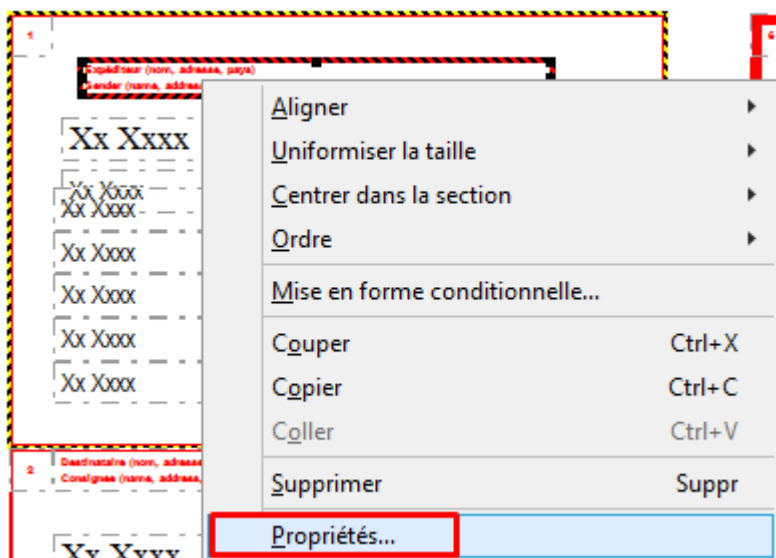 1
6
Expéditeur (nom, adresse, pays)
Sender (name, address
Xx Xxxx
Xx Xxxx
Xx Xxxx
Xx Xxxx
Xx Xxxx
Xx Xxxx
Xx Xxxx
2
Destinataire (nom, adresse
Consignee (name, address,
Xx Xxxx
Aligner
Uniformiser la taille
Centrer dans la section
Ordre
Mise en forme conditionnelle...
Couper Ctrl+X
Copier Ctrl+C
Coller Ctrl+V
Supprimer Suppr
Propriétés...